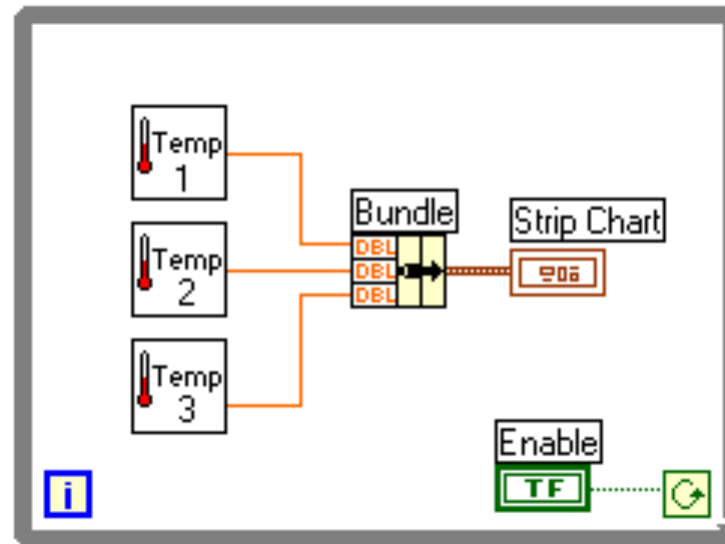 Temp
1
Temp
2
Temp
3
Bundle
DBL
DBL
DBL
Strip Chart
Enable
TF
i